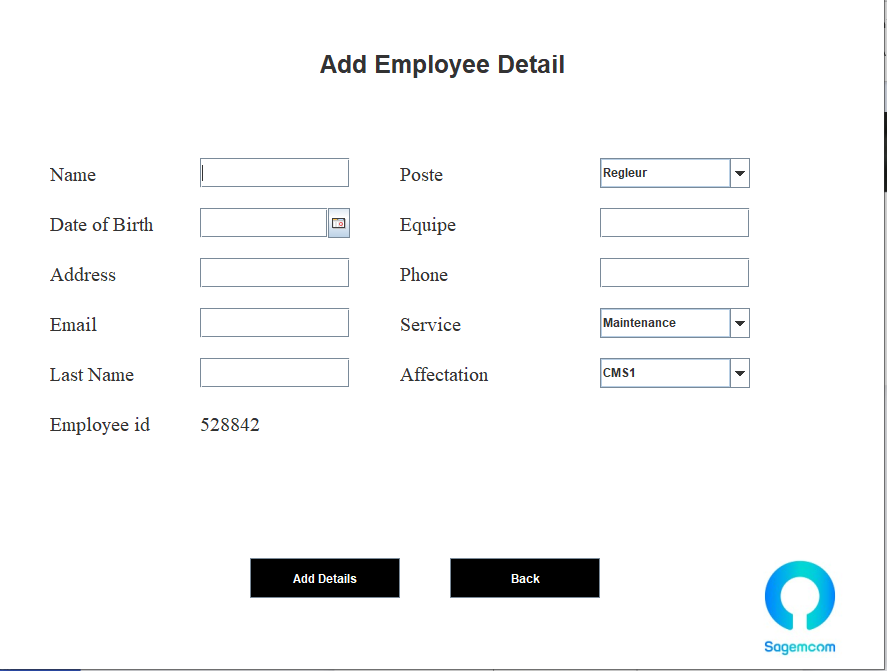 Add Employee Detail
Name Poste Regleur
Date of Birth Equipe
Address Phone
Email Service Maintenance
Last Name Affectation CMS1
Employee id 528842
Add Details Back
Sagemcom